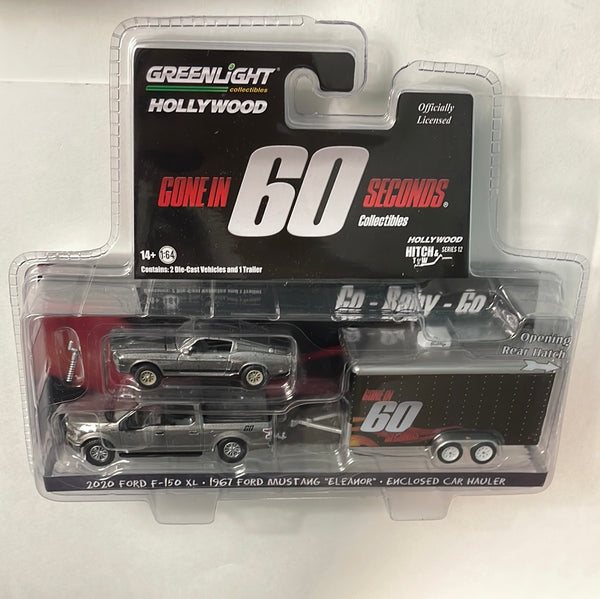 GREENLiGHT
collectibles
HOLLYWOOD
Officially
Licensed
GONE IN 60 SECONDS®
Collectibles
HOLLYWOOD
HITCH & TOW SERIES 12
14+ 1:64
Contains: 2 Die-Cast Vehicles and 1 Trailer
Go - Baby - Go
Opening
Rear Hatch
GONE IN
60
SECONDS
60
2020 FORD F-150 XL • 1967 FORD MUSTANG "ELEANOR" • ENCLOSED CAR HAULER